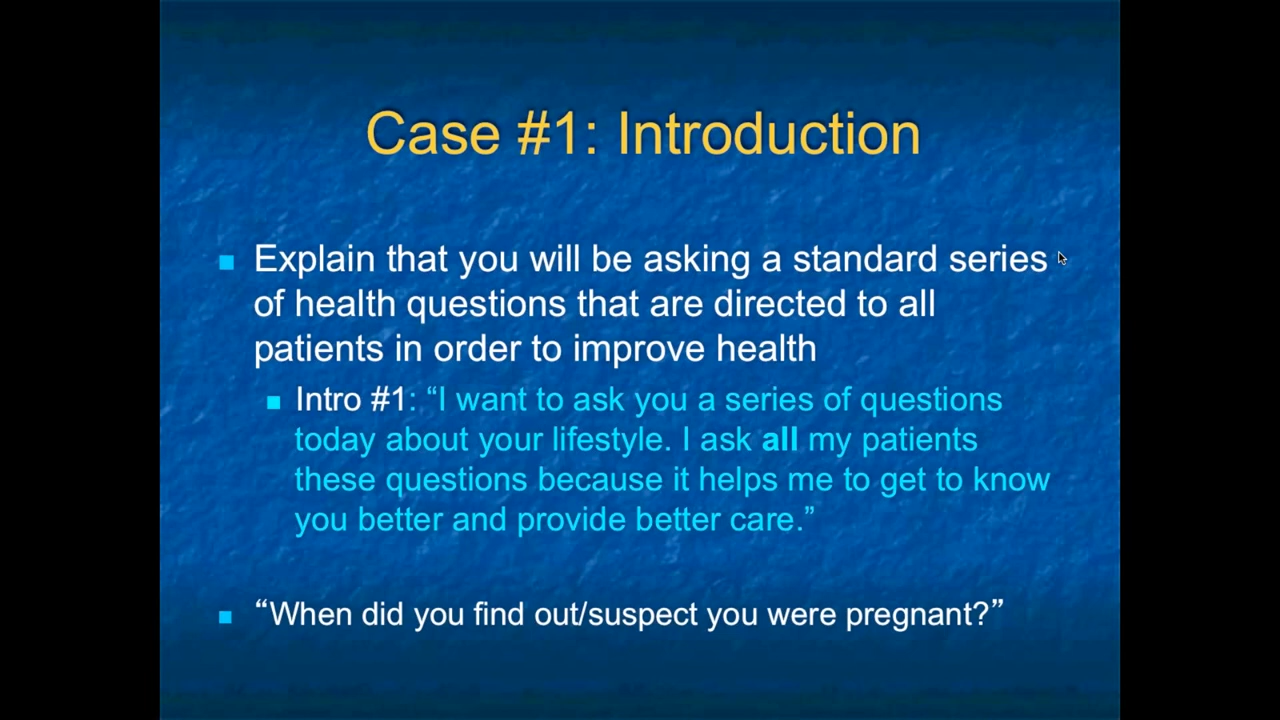 Case #1: Introduction
Explain that you will be asking a standard series
of health questions that are directed to all
patients in order to improve health
Intro #1: “I want to ask you a series of questions
today about your lifestyle. I ask all my patients
these questions because it helps me to get to know
you better and provide better care.”
“When did you find out/suspect you were pregnant?”